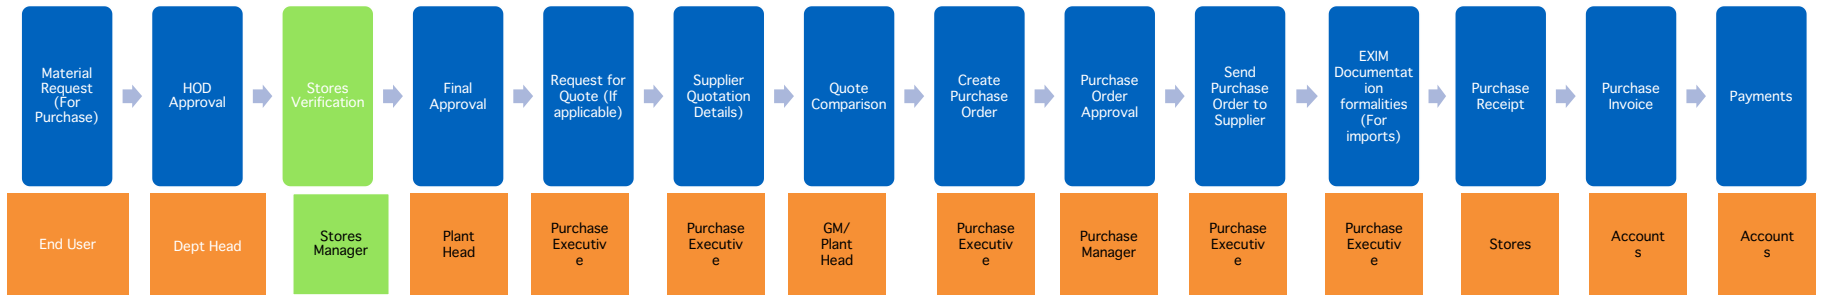 Material
Request
(For
Purchase)
HOD
Approval
Stores
Verification
Final
Approval
Request for
Quote (If
applicable)
Supplier
Quotation
Details)
Quote
Comparison
Create
Purchase
Order
Purchase
Order
Approval
Send
Purchase
Order to
Supplier
EXIM
Documentat
ion
formalities
(For
imports)
Purchase
Receipt
Purchase
Invoice
Payments
End User
Dept Head
Stores
Manager
Plant
Head
Purchase
Executiv
e
Purchase
Executiv
e
GM/
Plant
Head
Purchase
Executiv
e
Purchase
Manager
Purchase
Executiv
e
Purchase
Executiv
e
Stores
Account
s
Account
s